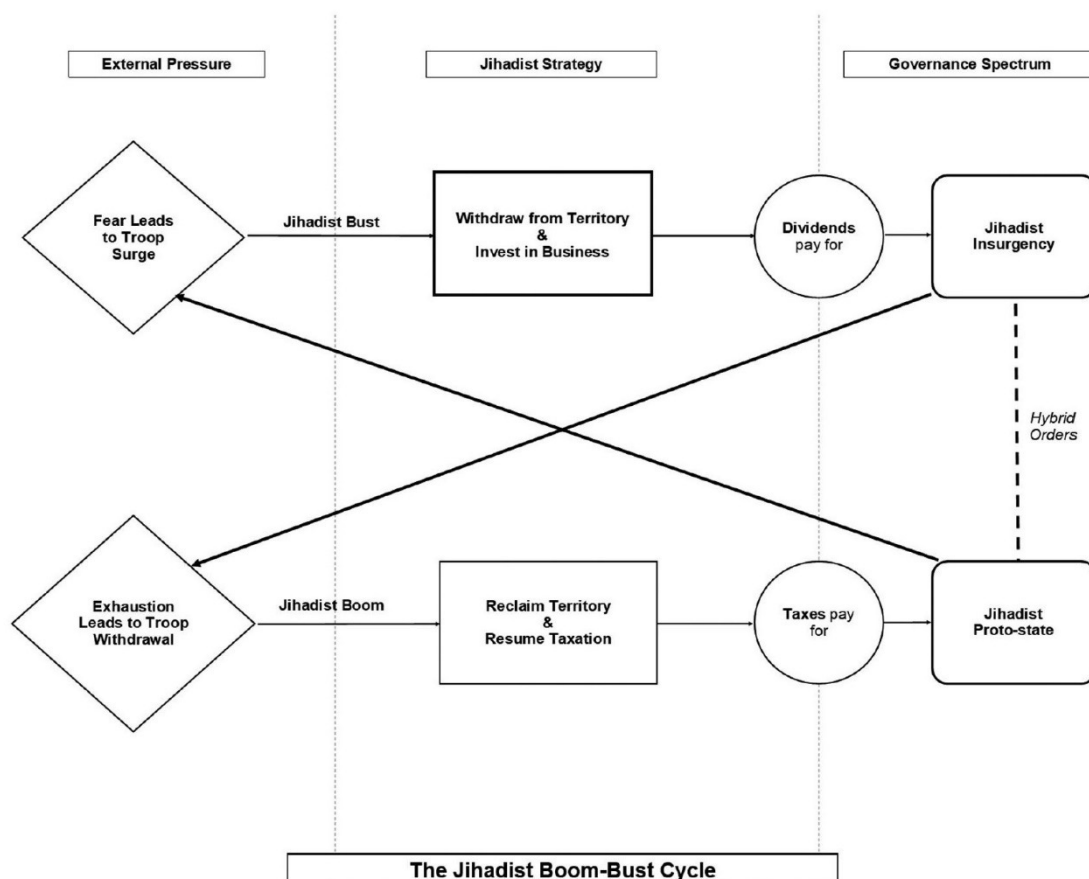 External Pressure
Jihadist Strategy
Governance Spectrum
Fear Leads
to Troop
Surge
Jihadist Bust
Withdraw from Territory
&
Invest in Business
Dividends
pay for
Jihadist
Insurgency
Hybrid
Orders
Exhaustion
Leads to Troop
Withdrawal
Jihadist Boom
Reclaim Territory
&
Resume Taxation
Taxes pay
for
Jihadist
Proto-state
The Jihadist Boom-Bust Cycle